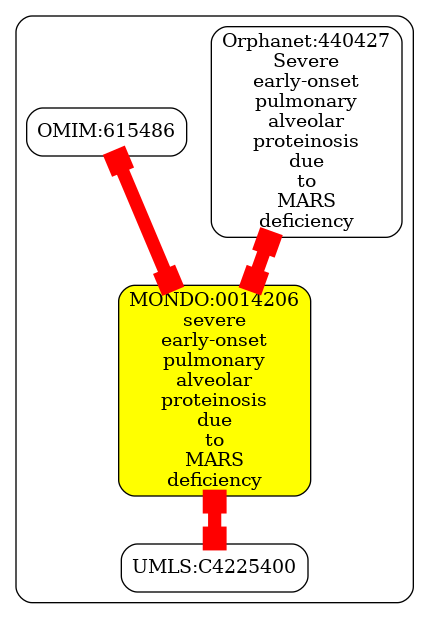 Orphanet:440427
Severe
early-onset
pulmonary
alveolar
proteinosis
due
to
MARS
deficiency
OMIM:615486
MONDO:0014206
severe
early-onset
pulmonary
alveolar
proteinosis
due
to
MARS
deficiency
UMLS:C4225400